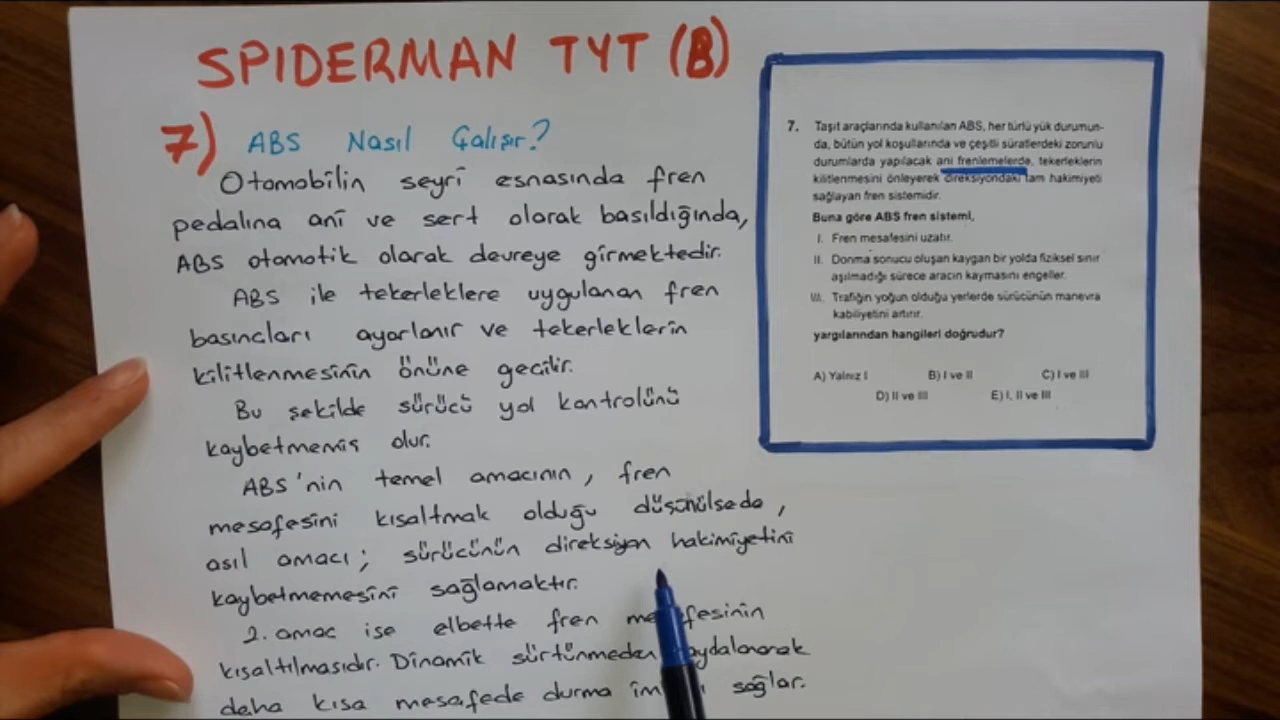 SPIDERMAN TYT (B)
7) ABS Nasıl Çalışır?
Otomobilin seyri esnasında fren
pedalına ani ve sert olarak basıldığında,
ABS otomotik olarak devreye girmektedir.
ABS ile tekerleklere uygulanan fren
basıncları ayarlanır ve tekerleklerin
kilitlenmesinin önüne gecilir.
Bu şekilde sürücü yol kontrolünü
kaybetmemis olur.
ABS'nin temel amacının, fren
mesafesini kısaltmak olduğu düşünülsede,
asıl amacı; sürücünün direksiyon hakimiyetini
kaybetmemesini sağlamaktır.
2. amac ise elbette fren
kısaltılmasıdır. Dinamik
daha kısa mesafede durma sağlar.
7. Taşıt araçlarında kullanılan ABS, her türlü yük durumun-
da, bütün yol koşullarında ve çeşitli süratlerdeki zorunlu
durumlarda yapılacak ani frenlemelerde, tekerleklerin
kilitlenmesini önleyerek direksiyondaki tam hakimiyeti
sağlayan fren sistemidir.
Buna göre ABS fren sistemi,
I. Fren mesafesini uzatır.
II. Donma sonucu oluşan kaygan bir yolda fiziksel sınır
aşılmadığı sürece aracın kaymasını engeller.
III. Trafiğin yoğun olduğu yerlerde sürücünün manevra
kabiliyetini artırır.
yargılarından hangileri doğrudur?
A) Yalnız I B) I ve II C) I ve III
D) II ve III E) I, II ve III